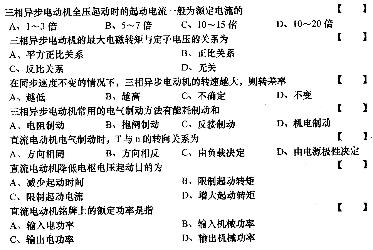 三相异步电动机全压起动时的起动电流一般为额定电流的 【 】
A、1～3倍 B、5～7倍 C、10～15倍 D、10～20倍
三相异步电动机的最大电磁转矩与定子电压的关系为 【 】
A、平方正比关系 B、正比关系
C、反比关系 D、无关
在同步速度不变的情况下，三相异步电动机的转速越大，则转差率 【 】
A、越低 B、越高 C、不确定 D、不变
三相异步电动机常用的电气制动方法有能耗制动和 【 】
A、电阻制动 B、抱闸制动 C、反接制动 D、机电制动
直流电动机电气制动时，T与n的转向关系为 【 】
A、方向相同 B、方向相反 C、由负载决定 D、由电源极性决定
直流电动机降低电枢电压起动目的为 【 】
A、减少起动时间 B、限制起动转矩
C、限制起动电流 D、增大起动转矩
直流电动机铭牌上的额定功率是指 【 】
A、输入电功率 B、输入机械功率
C、输出电功率 D、输出机械功率